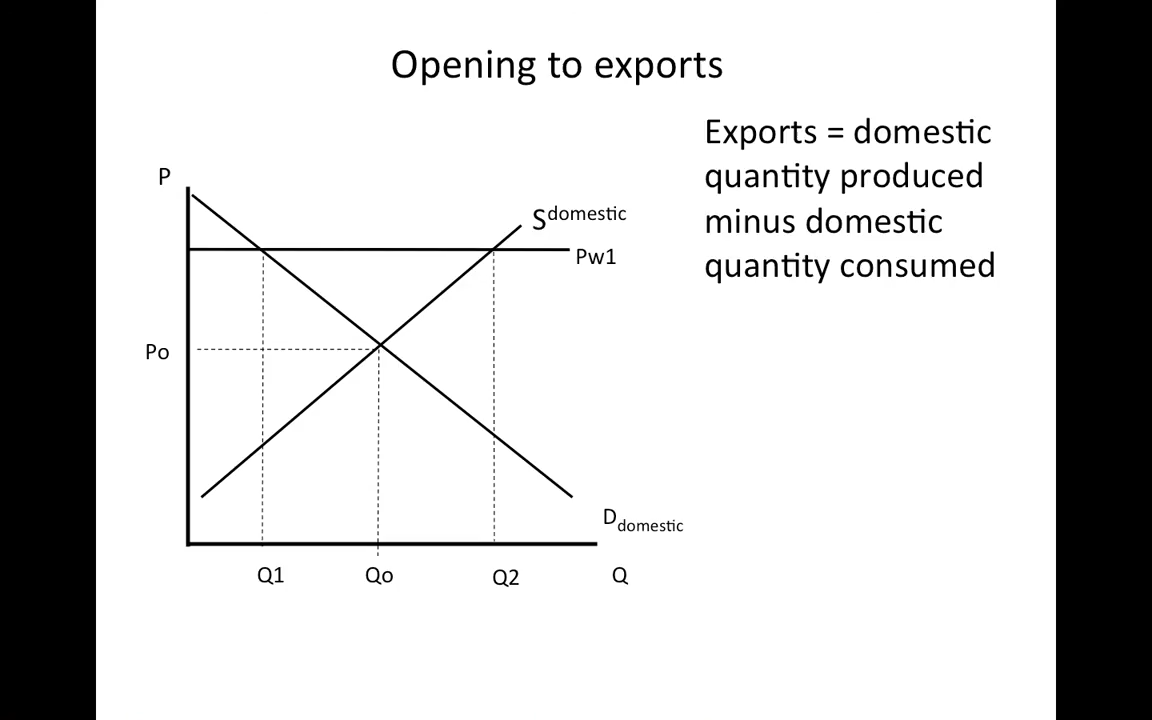 Opening to exports
Exports = domestic
quantity produced
minus domestic
quantity consumed
P
Sdomestic
Pw1
Po
Ddomestic
Q1 Qo Q2 Q